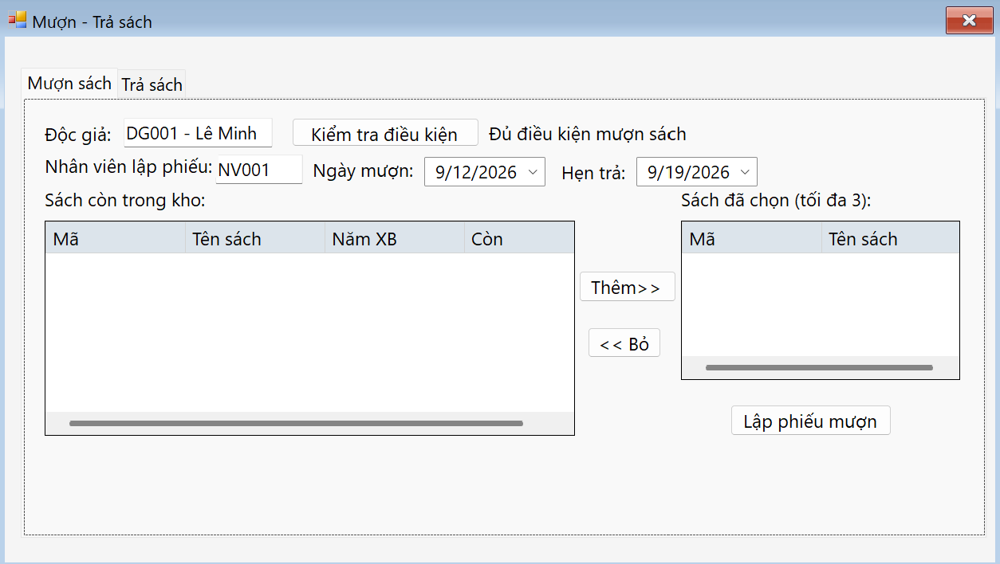 Mượn - Trả sách
Mượn sách Trả sách
Độc giả: DG001 - Lê Minh Kiểm tra điều kiện Đủ điều kiện mượn sách
Nhân viên lập phiếu: NV001 Ngày mượn: 9/12/2026 Hẹn trả: 9/19/2026
Sách còn trong kho: Sách đã chọn (tối đa 3):
Mã Tên sách Năm XB Còn Mã Tên sách
Thêm>>
<< Bỏ
Lập phiếu mượn